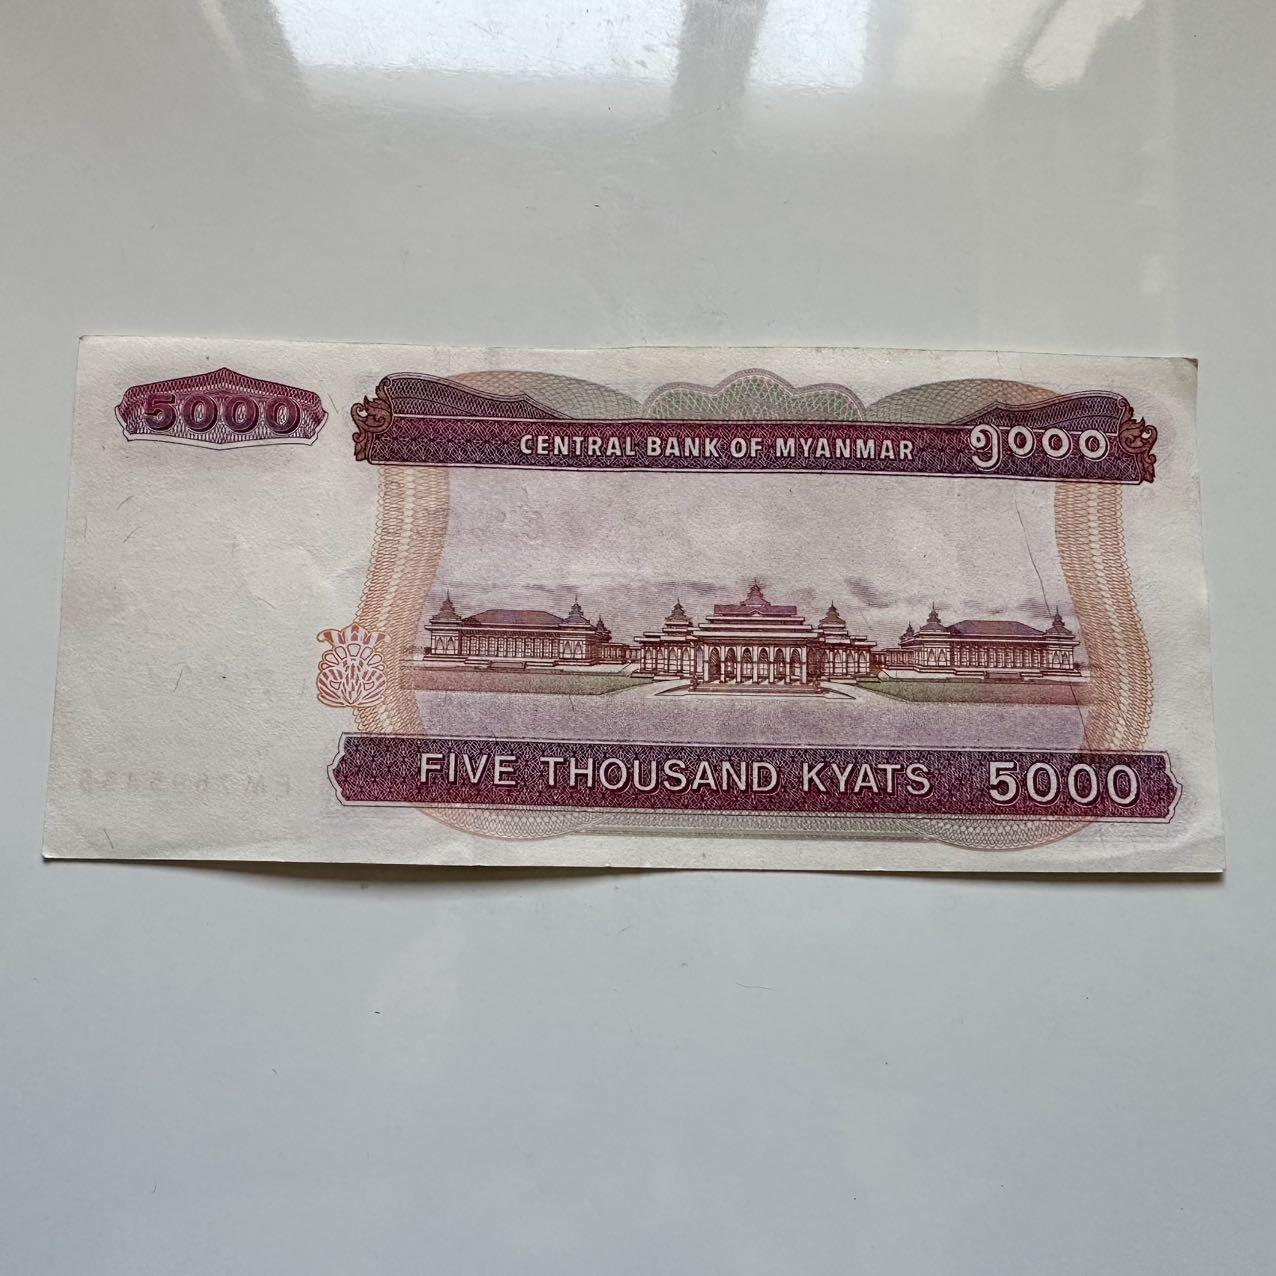 5000
CENTRAL BANK OF MYANMAR ၅၀၀၀
FIVE THOUSAND KYATS 5000